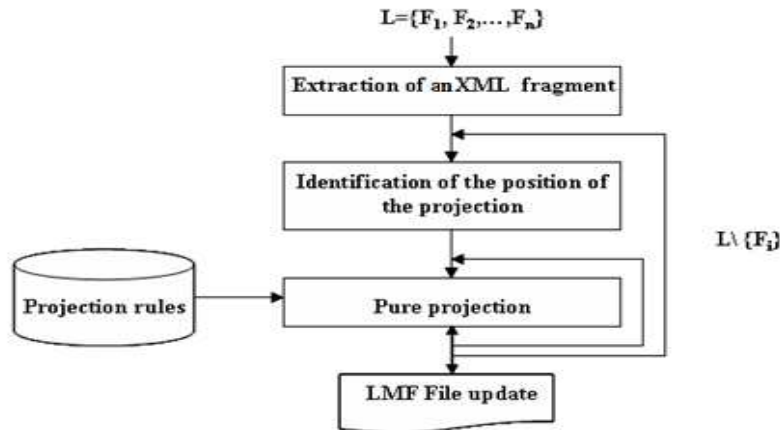 L={F₁, F₂,...,Fₙ}
Extraction of anXML fragment
Identification of the position of
the projection
L\ {Fᵢ}
Projection rules
Pure projection
LMF File update